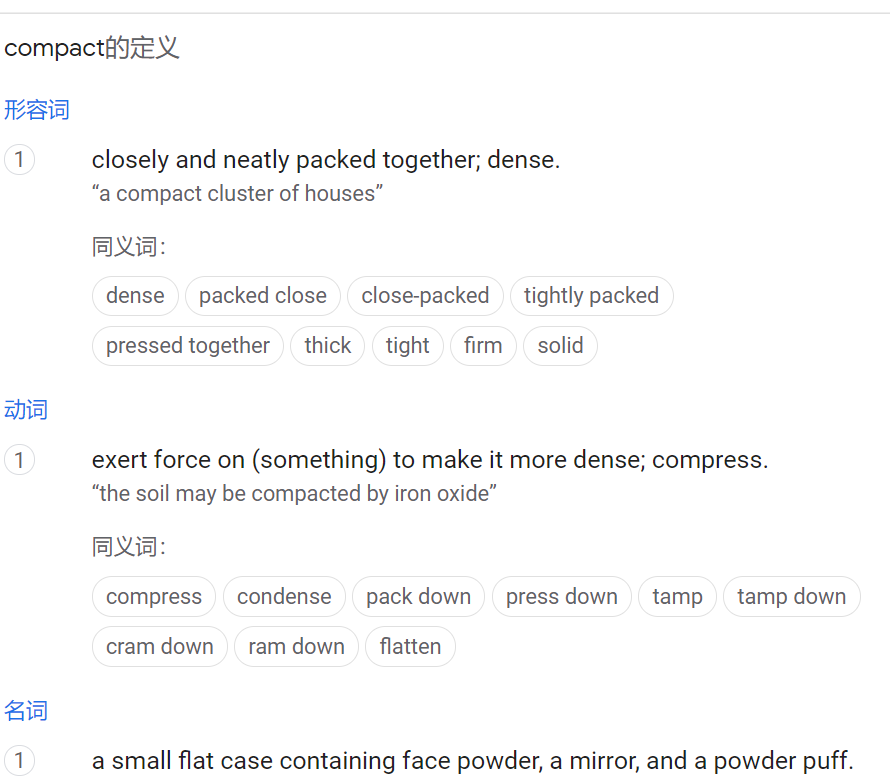 compact的定义
形容词
1 closely and neatly packed together; dense.
“a compact cluster of houses”
同义词：
dense packed close close-packed tightly packed
pressed together thick tight firm solid
动词
1 exert force on (something) to make it more dense; compress.
“the soil may be compacted by iron oxide”
同义词：
compress condense pack down press down tamp tamp down
cram down ram down flatten
名词
1 a small flat case containing face powder, a mirror, and a powder puff.